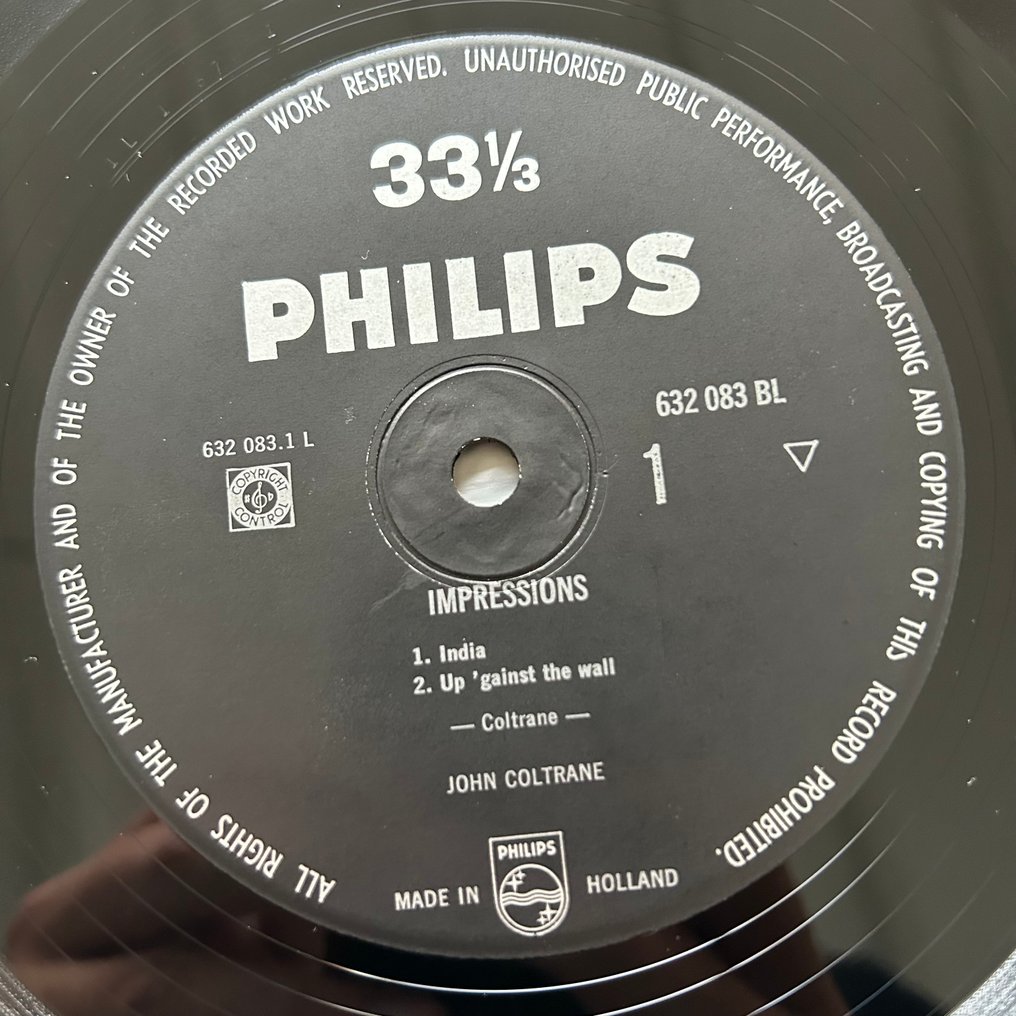 ALL RIGHTS OF THE MANUFACTURER AND OF THE OWNER OF THE RECORDED WORK RESERVED. UNAUTHORISED PUBLIC PERFORMANCE, BROADCASTING AND COPYING OF THIS RECORD PROHIBITED.
33⅓
PHILIPS
632 083 BL
632 083.1 L
1
COPYRIGHT
CONTROL
IMPRESSIONS
1. India
2. Up 'gainst the wall
— Coltrane —
JOHN COLTRANE
PHILIPS
MADE IN HOLLAND